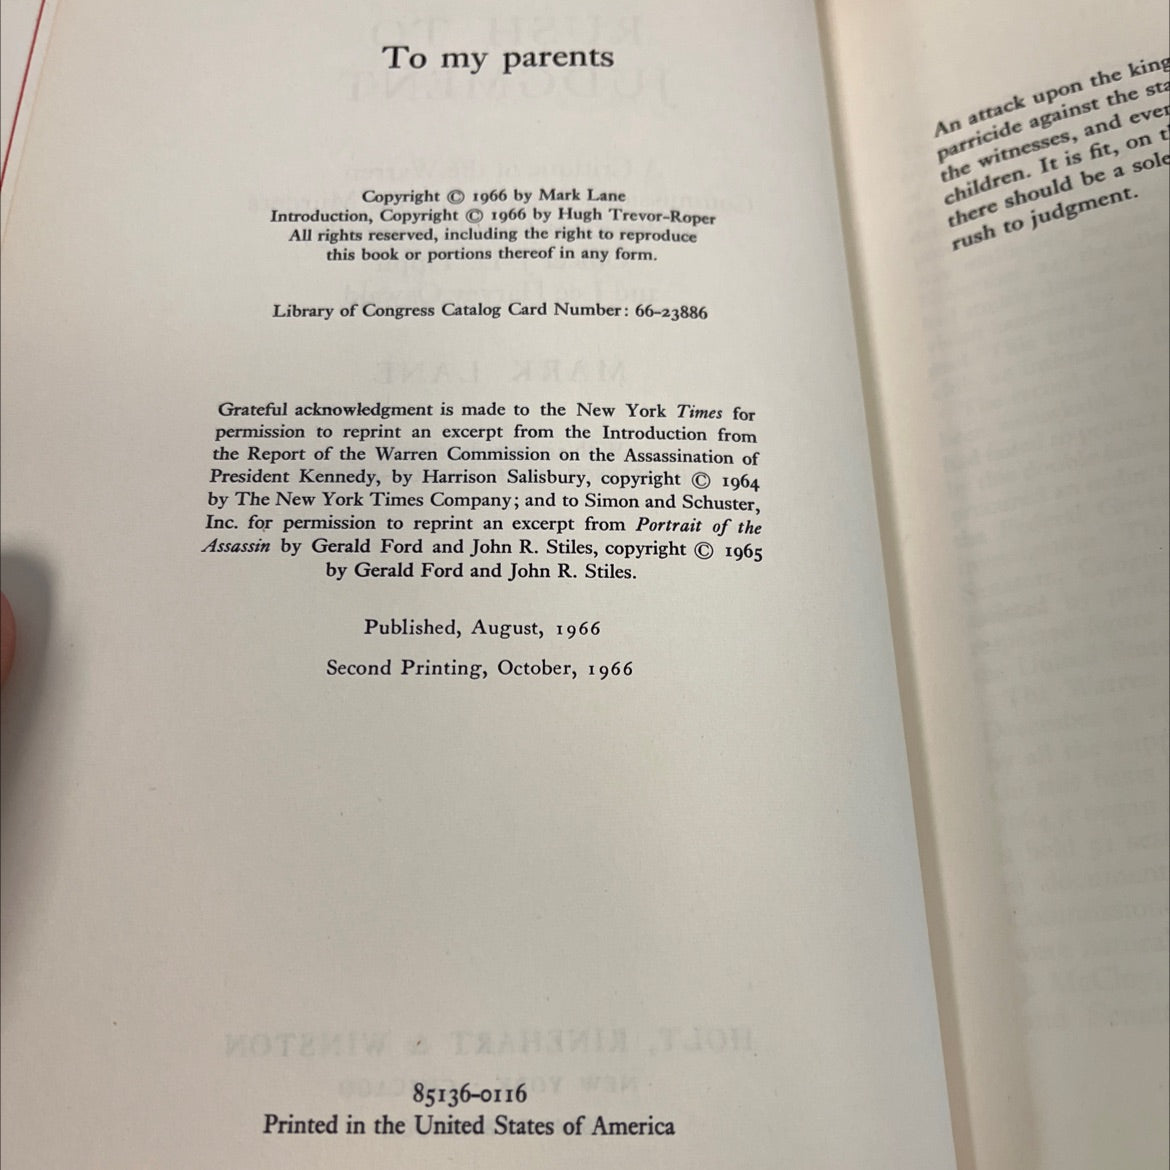 To my parents
Copyright © 1966 by Mark Lane
Introduction, Copyright © 1966 by Hugh Trevor-Roper
All rights reserved, including the right to reproduce
this book or portions thereof in any form.
Library of Congress Catalog Card Number: 66-23886
Grateful acknowledgment is made to the New York Times for
permission to reprint an excerpt from the Introduction from
the Report of the Warren Commission on the Assassination of
President Kennedy, by Harrison Salisbury, copyright © 1964
by The New York Times Company; and to Simon and Schuster,
Inc. for permission to reprint an excerpt from Portrait of the
Assassin by Gerald Ford and John R. Stiles, copyright © 1965
by Gerald Ford and John R. Stiles.
Published, August, 1966
Second Printing, October, 1966
85136-0116
Printed in the United States of America
An attack upon the king
parricide against the
the witnesses, and
children. It is fit, on
there should be a
rush to judgment.